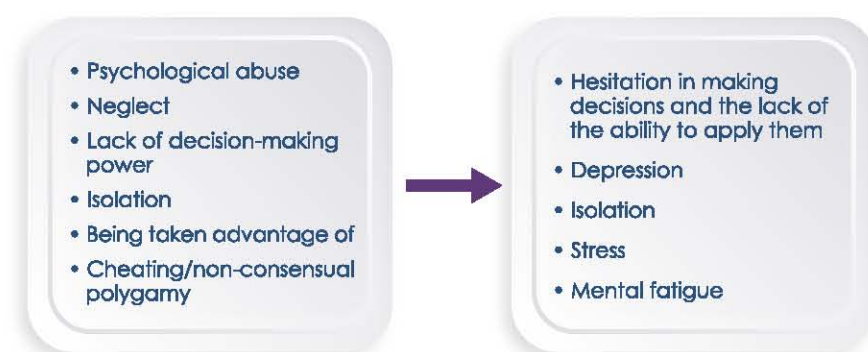 • Psychological abuse
• Neglect
• Lack of decision-making
power
• Isolation
• Being taken advantage of
• Cheating/non-consensual
polygamy
• Hesitation in making
decisions and the lack of
the ability to apply them
• Depression
• Isolation
• Stress
• Mental fatigue